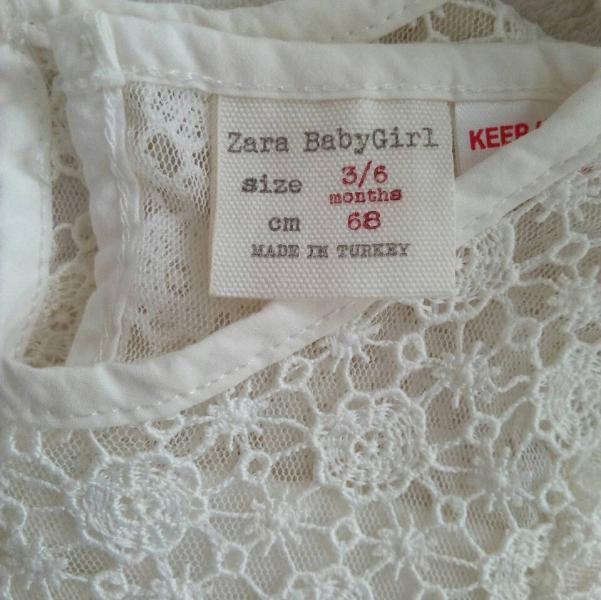 Zara BabyGirl
size 3/6
months
cm 68
MADE IN TURKEY
KEEP